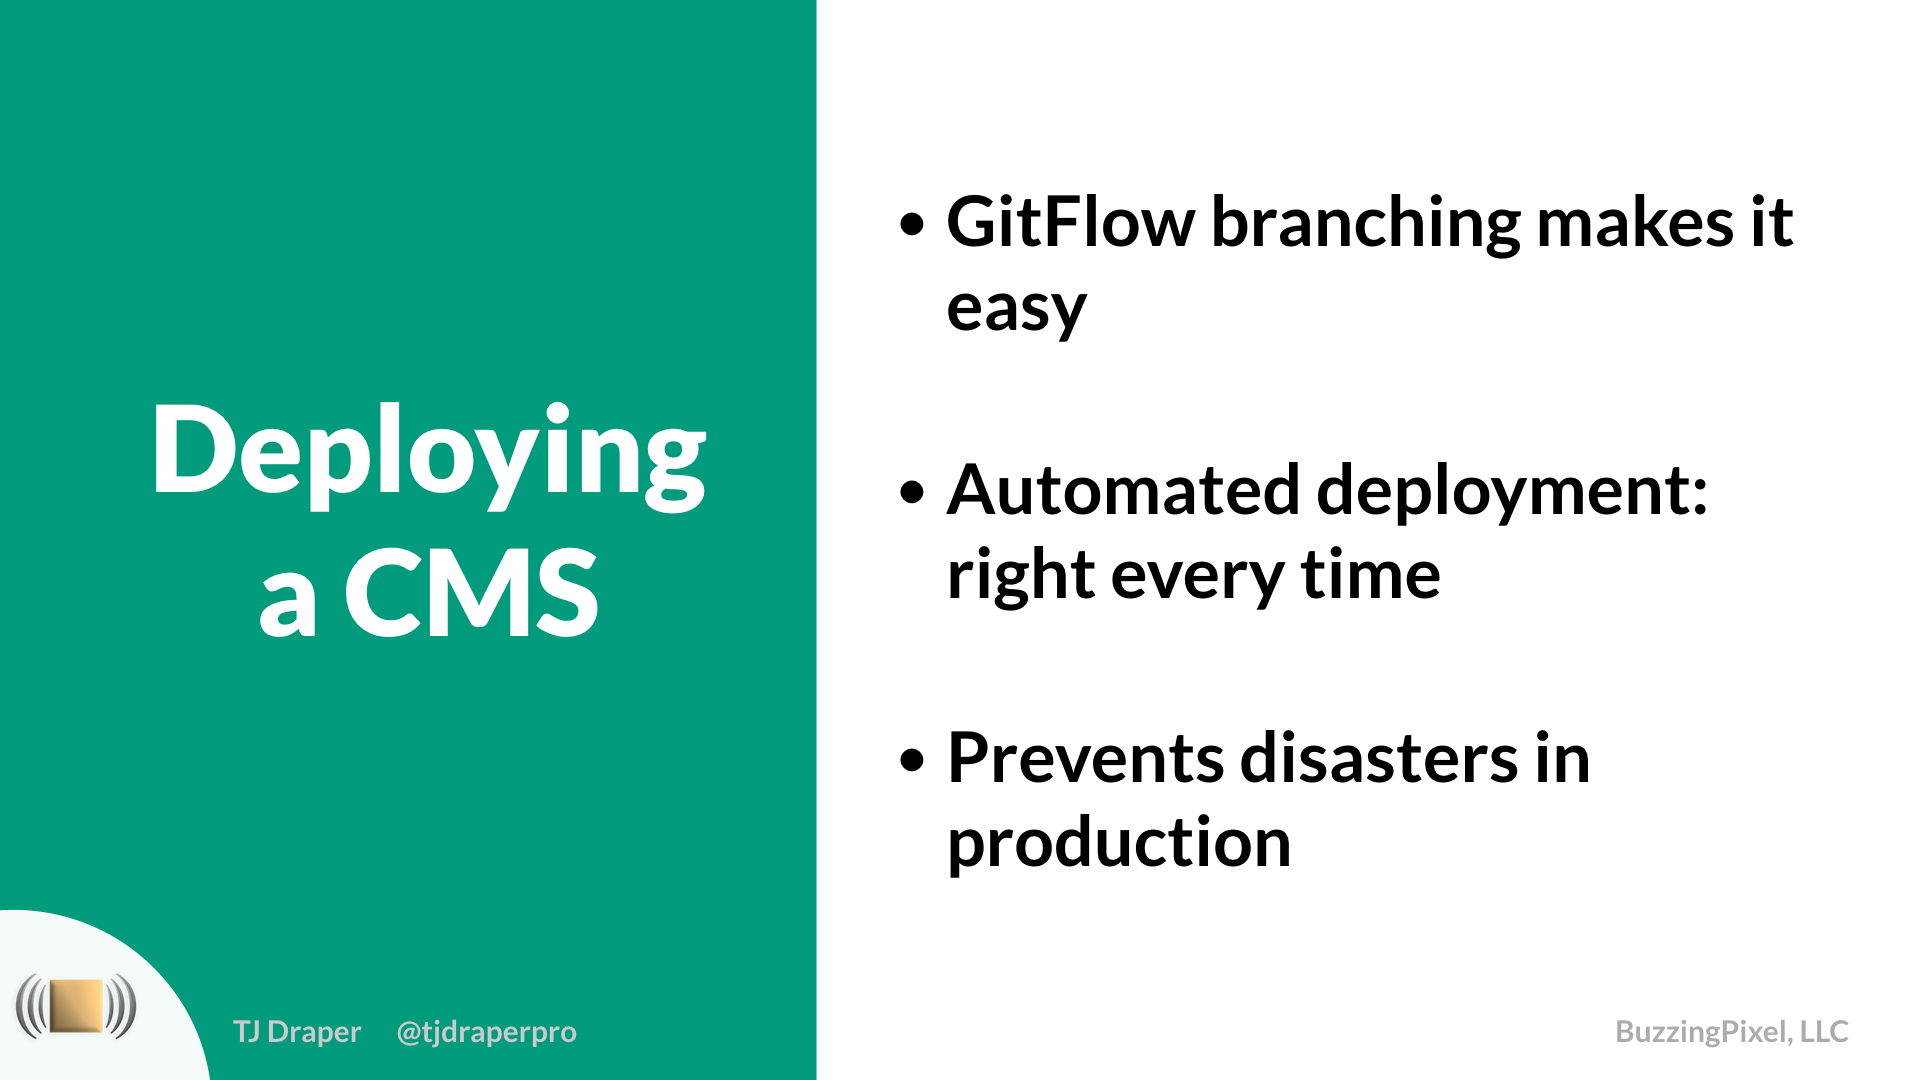 Deploying
a CMS
• GitFlow branching makes it
easy
• Automated deployment:
right every time
• Prevents disasters in
production
TJ Draper @tjdraperpro
BuzzingPixel, LLC